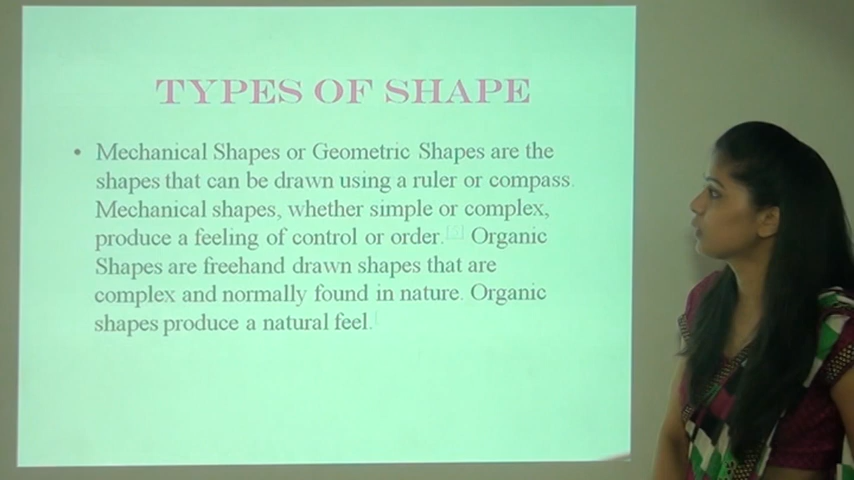 TYPES OF SHAPE
• Mechanical Shapes or Geometric Shapes are the
shapes that can be drawn using a ruler or compass.
Mechanical shapes, whether simple or complex,
produce a feeling of control or order.[5] Organic
Shapes are freehand drawn shapes that are
complex and normally found in nature. Organic
shapes produce a natural feel.[